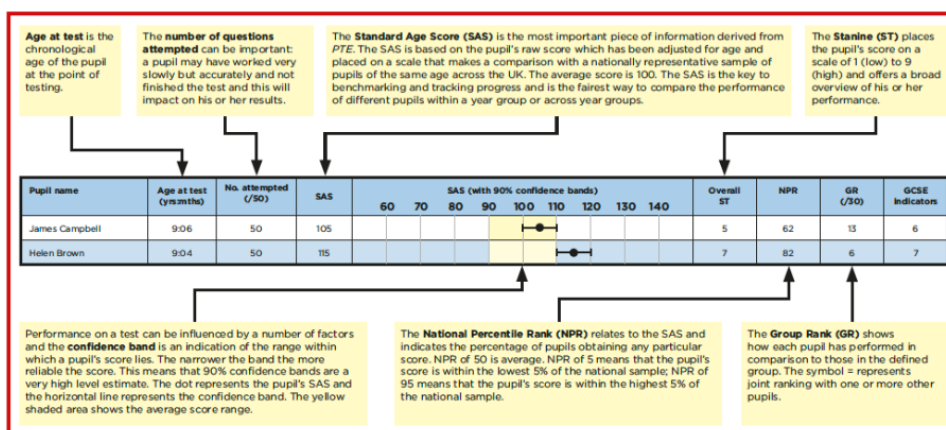 Age at test is the
chronological
age of the pupil
at the point of
testing.
The number of questions
attempted can be important:
a pupil may have worked very
slowly but accurately and not
finished the test and this will
impact on his or her results.
The Standard Age Score (SAS) is the most important piece of information derived from
PTE. The SAS is based on the pupil's raw score which has been adjusted for age and
placed on a scale that makes a comparison with a nationally representative sample of
pupils of the same age across the UK. The average score is 100. The SAS is the key to
benchmarking and tracking progress and is the fairest way to compare the performance
of different pupils within a year group or across year groups.
The Stanine (ST) places
the pupil's score on a
scale of 1 (low) to 9
(high) and offers a broad
overview of his or her
performance.
Pupil name Age at test (yrs:mths) No. attempted (/50) SAS SAS (with 90% confidence bands) Overall ST NPR GR (/30) GCSE indicators
60 70 80 90 100 110 120 130 140
James Campbell 9:06 50 105 5 62 13 6
Helen Brown 9:04 50 115 7 82 6 7
Performance on a test can be influenced by a number of factors
and the confidence band is an indication of the range within
which a pupil's score lies. The narrower the band the more
reliable the score. This means that 90% confidence bands are a
very high level estimate. The dot represents the pupil's SAS and
the horizontal line represents the confidence band. The yellow
shaded area shows the average score range.
The National Percentile Rank (NPR) relates to the SAS and
indicates the percentage of pupils obtaining any particular
score. NPR of 50 is average. NPR of 5 means that the pupil's
score is within the lowest 5% of the national sample; NPR of
95 means that the pupil's score is within the highest 5% of
the national sample.
The Group Rank (GR) shows
how each pupil has performed in
comparison to those in the defined
group. The symbol = represents
joint ranking with one or more other
pupils.